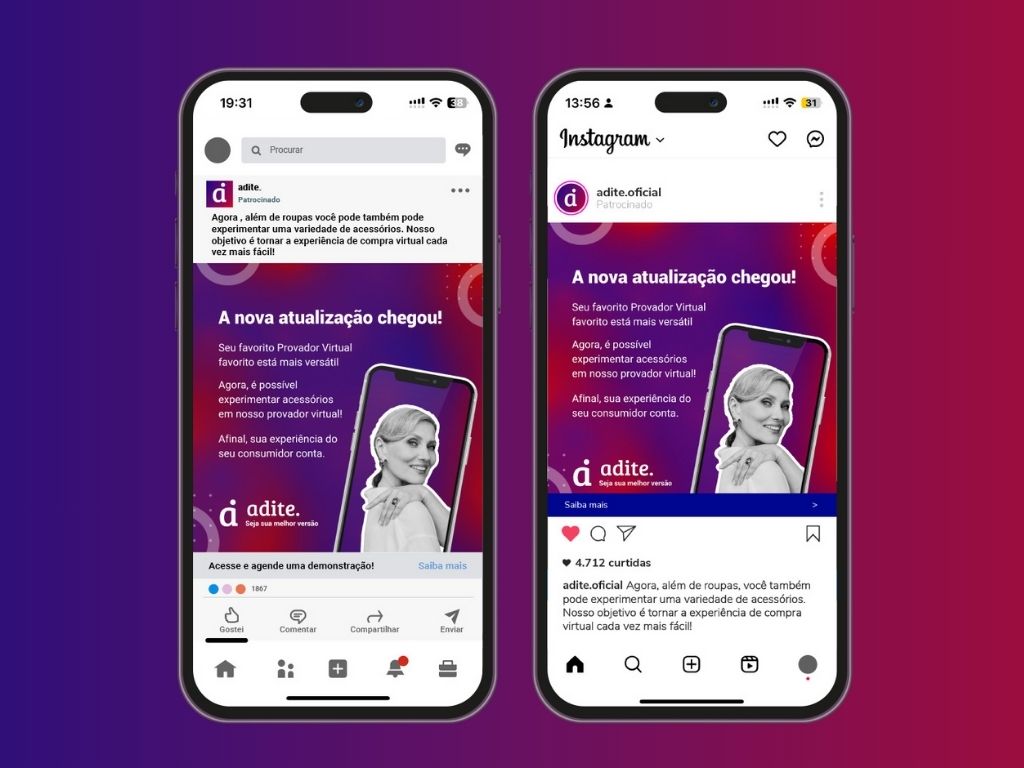 19:31
38
Procurar
adite.
Patrocinado
Agora , além de roupas você pode também pode
experimentar uma variedade de acessórios. Nosso
objetivo é tornar a experiência de compra virtual cada
vez mais fácil!
A nova atualização chegou!
Seu favorito Provador Virtual
favorito está mais versátil
Agora, é possível
experimentar acessórios
em nosso provador virtual!
Afinal, sua experiência do
seu consumidor conta.
adite.
Seja sua melhor versão
Acesse e agende uma demonstração!
Saiba mais
1867
Gostei
Comentar
Compartilhar
Enviar
13:56
31
Instagram
adite.oficial
Patrocinado
A nova atualização chegou!
Seu favorito Provador Virtual
favorito está mais versátil
Agora, é possível
experimentar acessórios
em nosso provador virtual!
Afinal, sua experiência do
seu consumidor conta.
adite.
Seja sua melhor versão
Saiba mais >
4.712 curtidas
adite.oficial Agora, além de roupas, você também
pode experimentar uma variedade de acessórios.
Nosso objetivo é tornar a experiência de compra
virtual cada vez mais fácil!